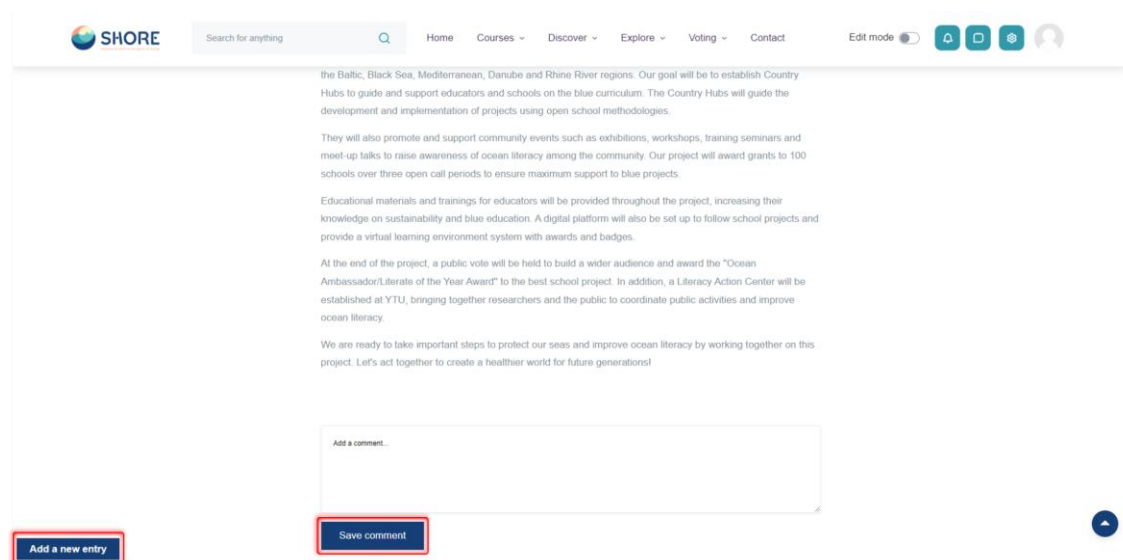 SHORE
Search for anything
Home
Courses
Discover
Explore
Voting
Contact
Edit mode
the Baltic, Black Sea, Mediterranean, Danube and Rhine River regions. Our goal will be to establish Country
Hubs to guide and support educators and schools on the blue curriculum. The Country Hubs will guide the
development and implementation of projects using open school methodologies.
They will also promote and support community events such as exhibitions, workshops, training seminars and
meet-up talks to raise awareness of ocean literacy among the community. Our project will award grants to 100
schools over three open call periods to ensure maximum support to blue projects.
Educational materials and trainings for educators will be provided throughout the project, increasing their
knowledge on sustainability and blue education. A digital platform will also be set up to follow school projects and
provide a virtual learning environment system with awards and badges.
At the end of the project, a public vote will be held to build a wider audience and award the "Ocean
Ambassador/Literate of the Year Award" to the best school project. In addition, a Literacy Action Center will be
established at YTU, bringing together researchers and the public to coordinate public activities and improve
ocean literacy.
We are ready to take important steps to protect our seas and improve ocean literacy by working together on this
project. Let's act together to create a healthier world for future generations!
Add a comment...
Save comment
Add a new entry